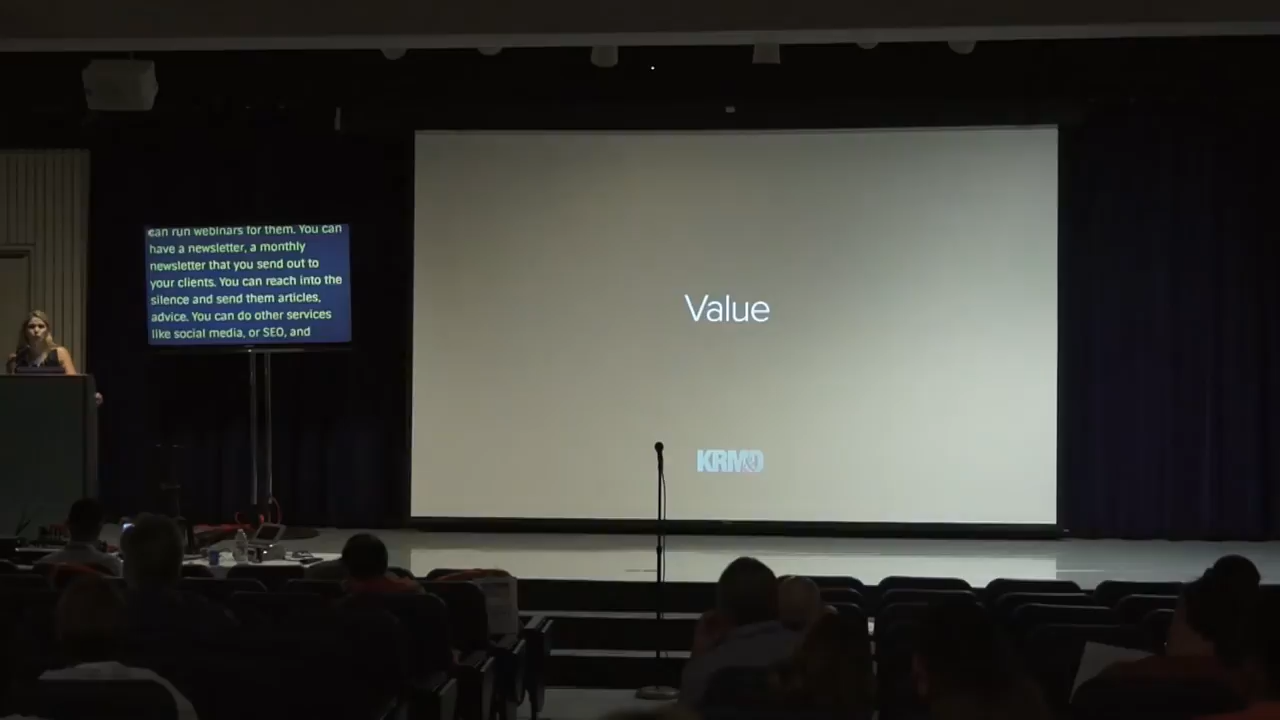 can run webinars for them. You can
have a newsletter, a monthly
newsletter that you send out to
your clients. You can reach into the
silence and send them articles,
advice. You can do other services
like social media, or SEO, and
Value
KRM&D